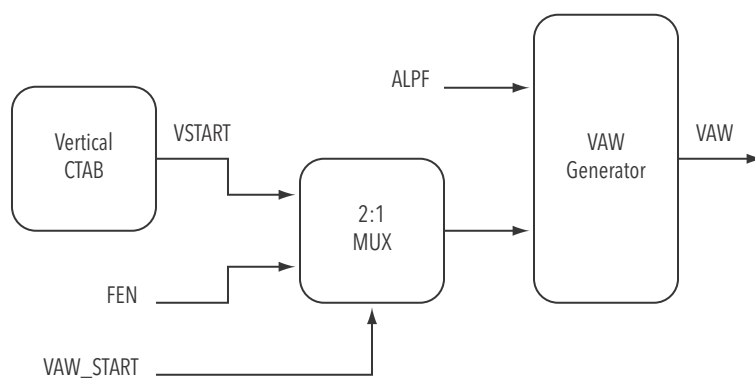 ALPF
Vertical
CTAB
VSTART
VAW
Generator
VAW
2:1
MUX
FEN
VAW_START